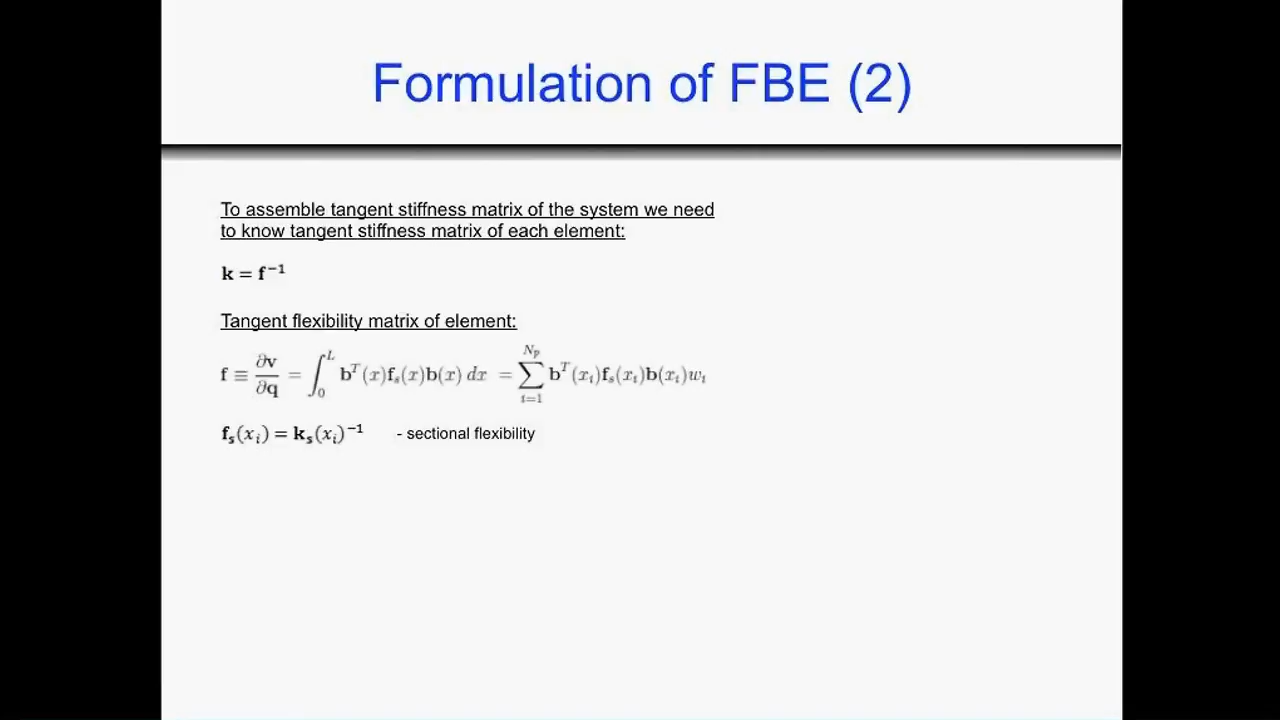 Formulation of FBE (2)
To assemble tangent stiffness matrix of the system we need
to know tangent stiffness matrix of each element:
k = f⁻¹
Tangent flexibility matrix of element:
f ≡ ∂v/∂q = ∫₀ᴸ bᵀ(x)fₛ(x)b(x) dx = ∑ᵢ₌₁^Nₚ bᵀ(xᵢ)fₛ(xᵢ)b(xᵢ)wᵢ
fₛ(xᵢ) = kₛ(xᵢ)⁻¹ - sectional flexibility